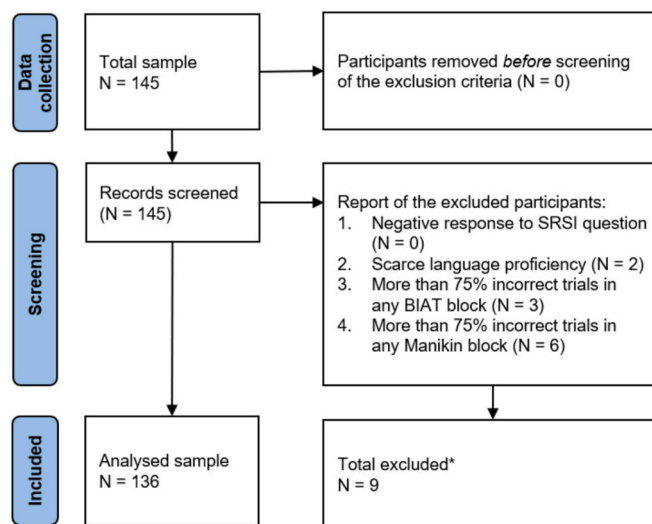 Data
collection
Total sample
N = 145
Participants removed before screening
of the exclusion criteria (N = 0)
Screening
Records screened
(N = 145)
Report of the excluded participants:
1. Negative response to SRSI question
(N = 0)
2. Scarce language proficiency (N = 2)
3. More than 75% incorrect trials in
any BIAT block (N = 3)
4. More than 75% incorrect trials in
any Manikin block (N = 6)
Included
Analysed sample
N = 136
Total excluded*
N = 9